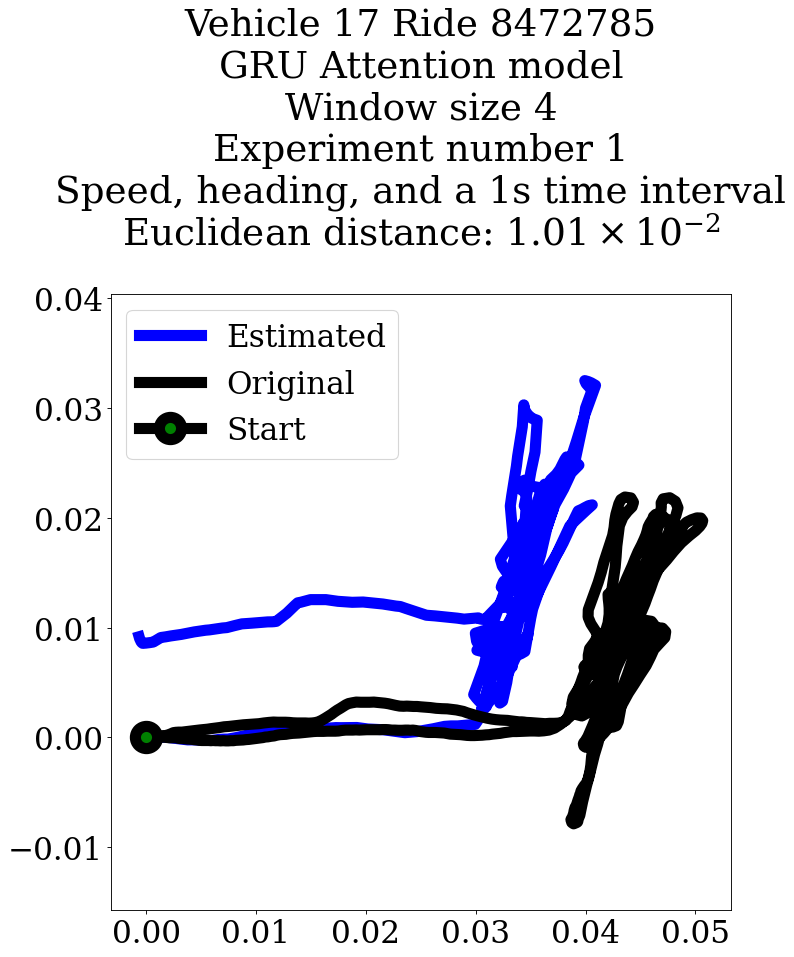 Vehicle 17 Ride 8472785
GRU Attention model
Window size 4
Experiment number 1
Speed, heading, and a 1s time interval
Euclidean distance: 1.01 × 10⁻²
0.04
Estimated
Original
0.03
Start
0.02
0.01
0.00
−0.01
0.00 0.01 0.02 0.03 0.04 0.05